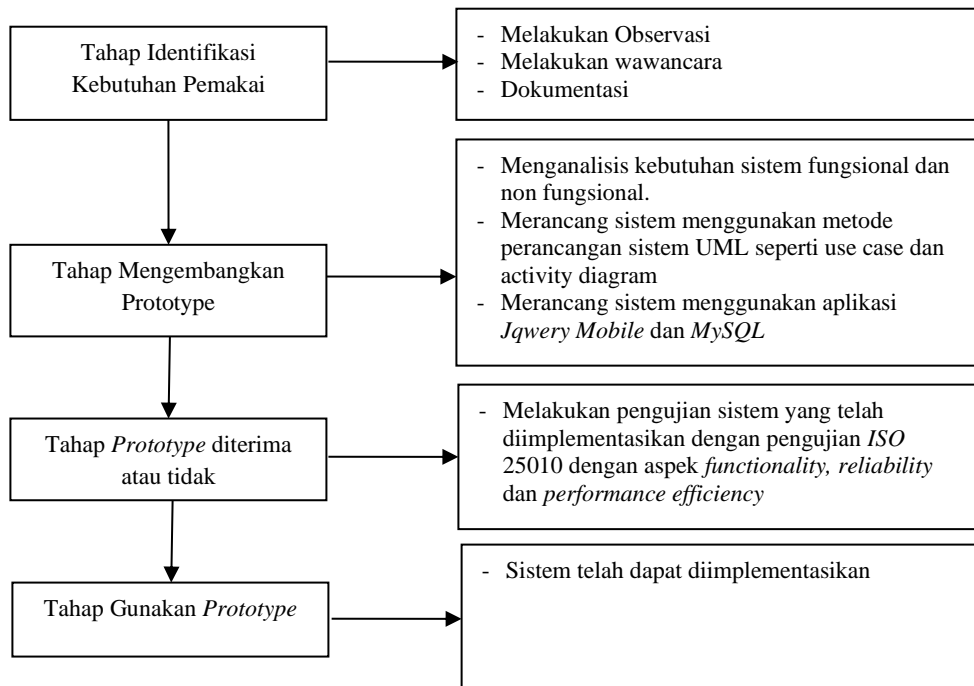 Tahap Identifikasi
Kebutuhan Pemakai
- Melakukan Observasi
- Melakukan wawancara
- Dokumentasi
Tahap Mengembangkan
Prototype
- Menganalisis kebutuhan sistem fungsional dan
non fungsional.
- Merancang sistem menggunakan metode
perancangan sistem UML seperti use case dan
activity diagram
- Merancang sistem menggunakan aplikasi
Jqwery Mobile dan MySQL
Tahap Prototype diterima
atau tidak
- Melakukan pengujian sistem yang telah
diimplementasikan dengan pengujian ISO
25010 dengan aspek functionality, reliability
dan performance efficiency
Tahap Gunakan Prototype
- Sistem telah dapat diimplementasikan